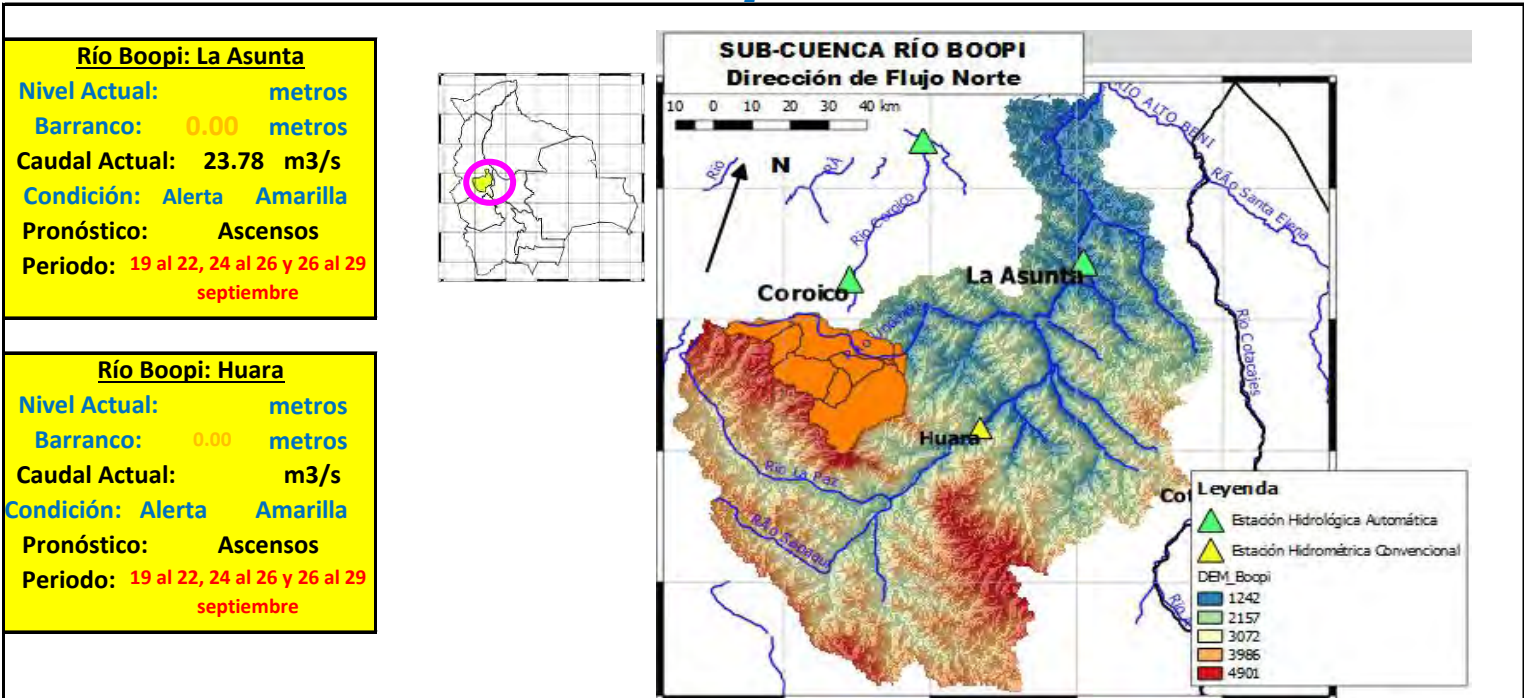 Río Boopi: La Asunta
Nivel Actual: metros
Barranco: 0.00 metros
Caudal Actual: 23.78 m3/s
Condición: Alerta Amarilla
Pronóstico: Ascensos
Periodo: 19 al 22, 24 al 26 y 26 al 29
septiembre
Río Boopi: Huara
Nivel Actual: metros
Barranco: 0.00 metros
Caudal Actual: m3/s
Condición: Alerta Amarilla
Pronóstico: Ascensos
Periodo: 19 al 22, 24 al 26 y 26 al 29
septiembre
SUB-CUENCA RÍO BOOPI
Dirección de Flujo Norte
10 0 10 20 30 40 km
N
Río
RÃ
Río Coroico
RÍO ALTO BENI
RÃo Santa Elena
La Asunta
Coroico
Río Cotacajes
Huara
Río La Paz
RÃo Sapaqui
Leyenda
Estación Hidrológica Automática
Estación Hidrométrica Convencional
DEM_Boopi
1242
2157
3072
3986
4901